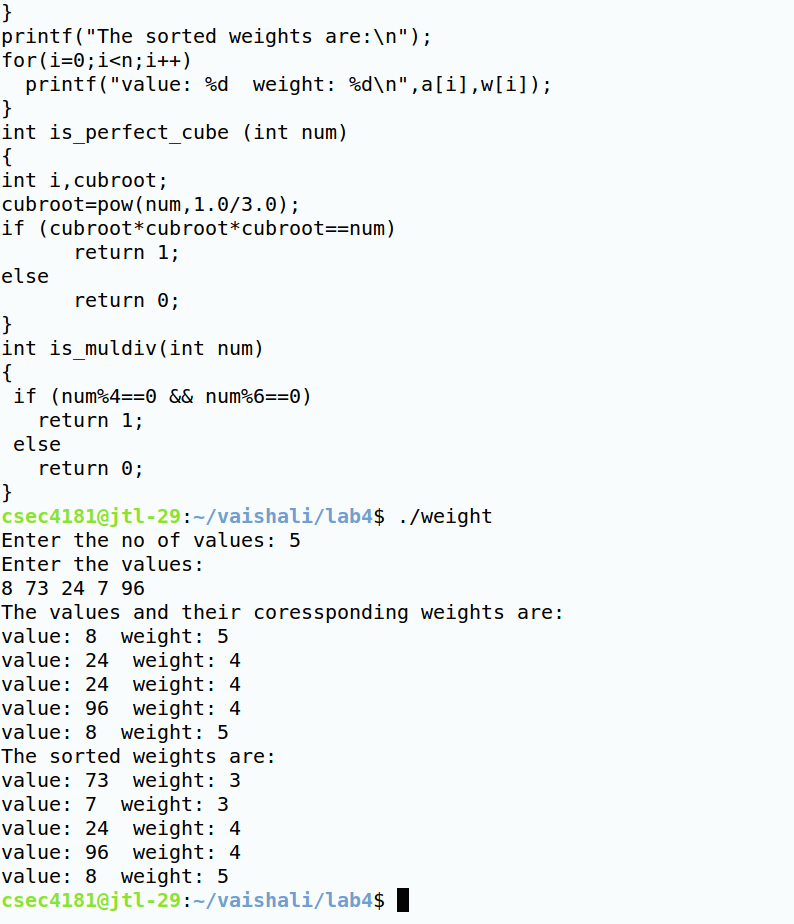 }
printf("The sorted weights are:\n");
for(i=0;i<n;i++)
  printf("value: %d  weight: %d\n",a[i],w[i]);
}
int is_perfect_cube (int num)
{
int i,cubroot;
cubroot=pow(num,1.0/3.0);
if (cubroot*cubroot*cubroot==num)
      return 1;
else
      return 0;
}
int is_muldiv(int num)
{
 if (num%4==0 && num%6==0)
   return 1;
 else
   return 0;
}
csec4181@jtl-29:~/vaishali/lab4$ ./weight
Enter the no of values: 5
Enter the values:
8 73 24 7 96
The values and their coressponding weights are:
value: 8  weight: 5
value: 24  weight: 4
value: 24  weight: 4
value: 96  weight: 4
value: 8  weight: 5
The sorted weights are:
value: 73  weight: 3
value: 7  weight: 3
value: 24  weight: 4
value: 96  weight: 4
value: 8  weight: 5
csec4181@jtl-29:~/vaishali/lab4$